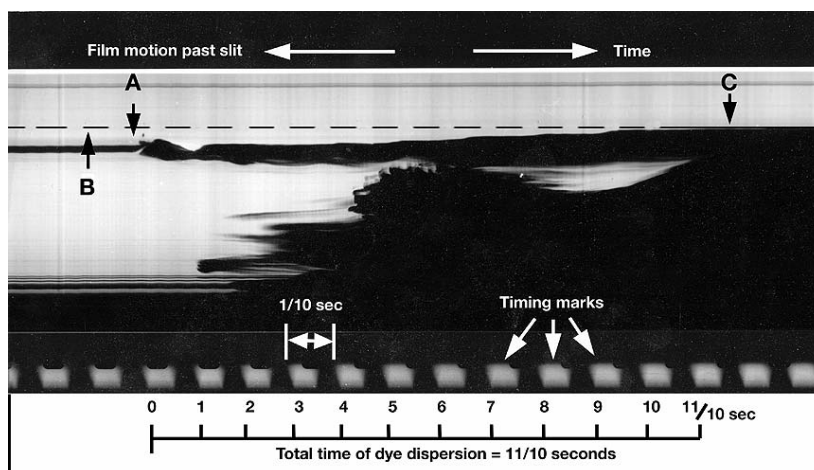 Film motion past slit
Time
A
C
B
1/10 sec
Timing marks
0 1 2 3 4 5 6 7 8 9 10 11/10 sec
Total time of dye dispersion = 11/10 seconds